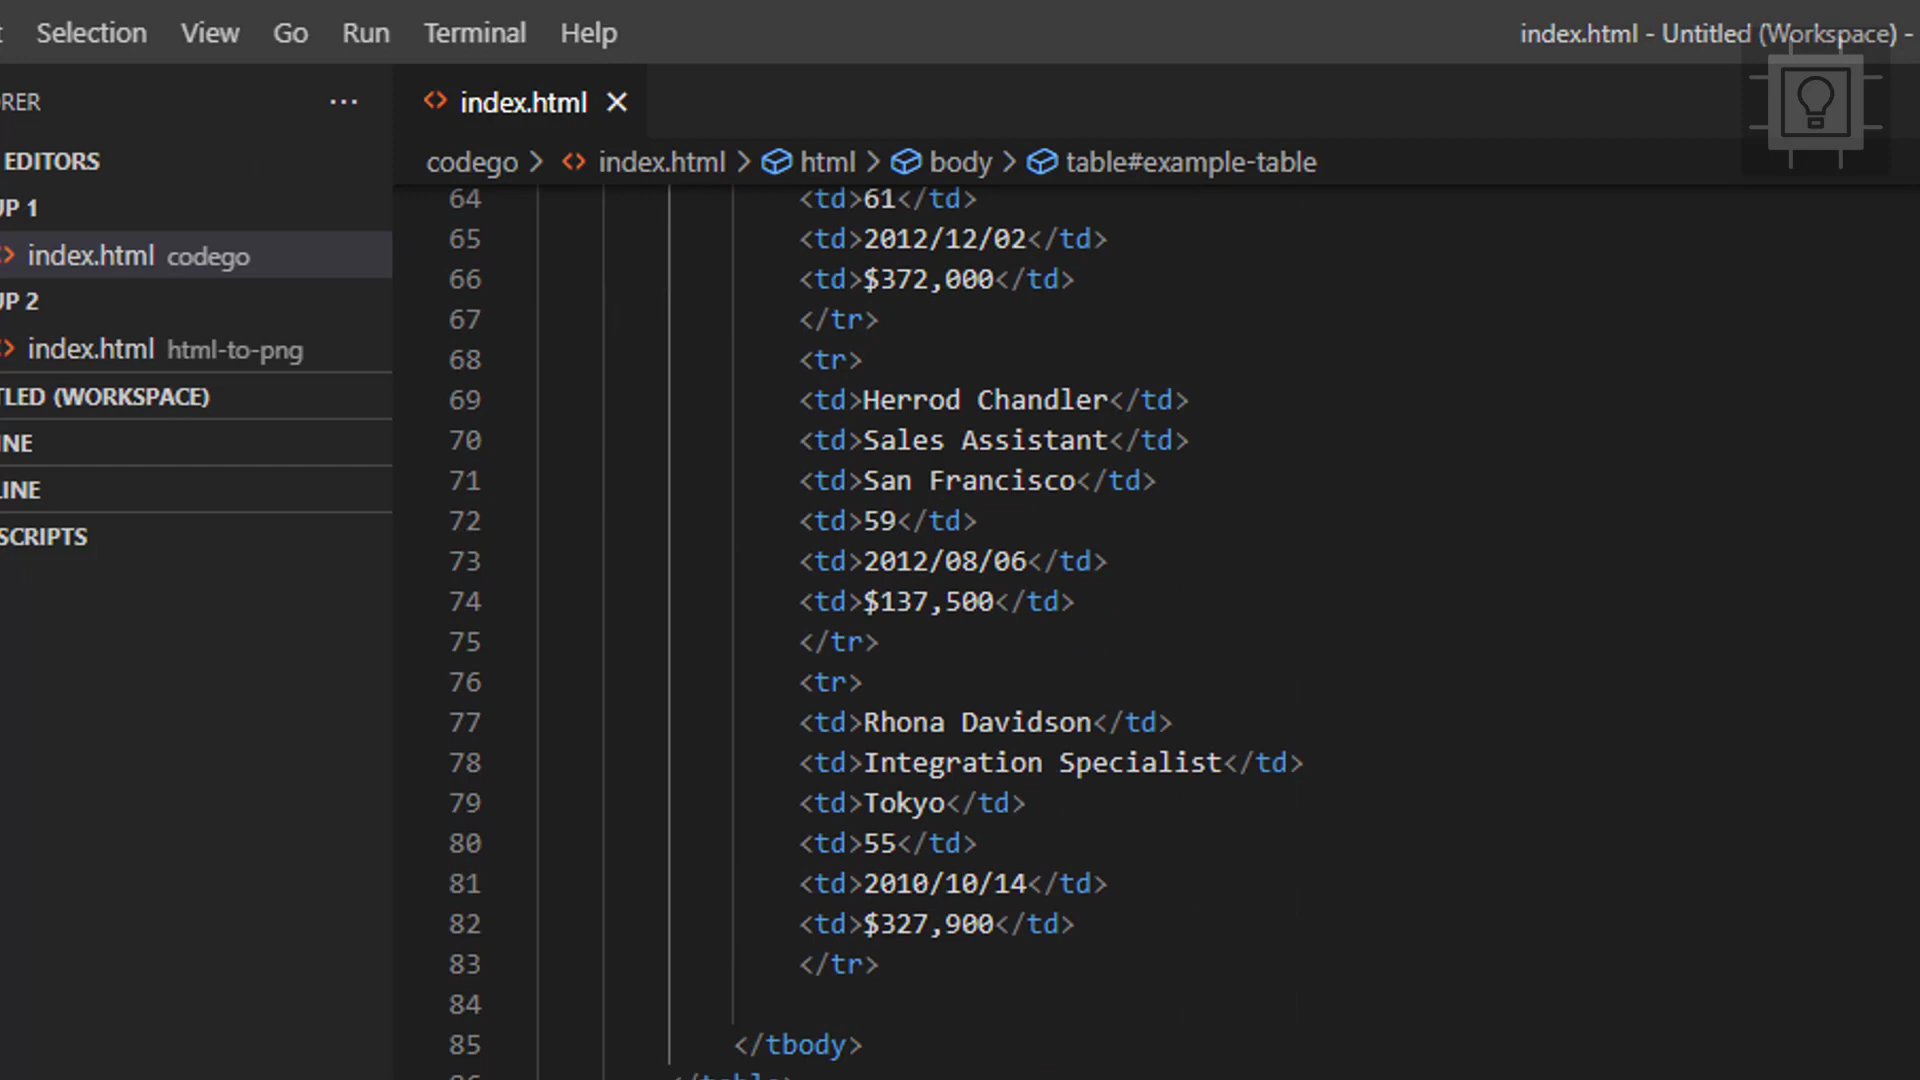 Selection View Go Run Terminal Help
index.html - Untitled (Workspace) -
RER ...
index.html ×
EDITORS
codego > index.html > html > body > table#example-table
UP 1
index.html codego
UP 2
index.html html-to-png
TLED (WORKSPACE)
INE
LINE
SCRIPTS
64 <td>61</td>
65 <td>2012/12/02</td>
66 <td>$372,000</td>
67 </tr>
68 <tr>
69 <td>Herrod Chandler</td>
70 <td>Sales Assistant</td>
71 <td>San Francisco</td>
72 <td>59</td>
73 <td>2012/08/06</td>
74 <td>$137,500</td>
75 </tr>
76 <tr>
77 <td>Rhona Davidson</td>
78 <td>Integration Specialist</td>
79 <td>Tokyo</td>
80 <td>55</td>
81 <td>2010/10/14</td>
82 <td>$327,900</td>
83 </tr>
84
85 </tbody>